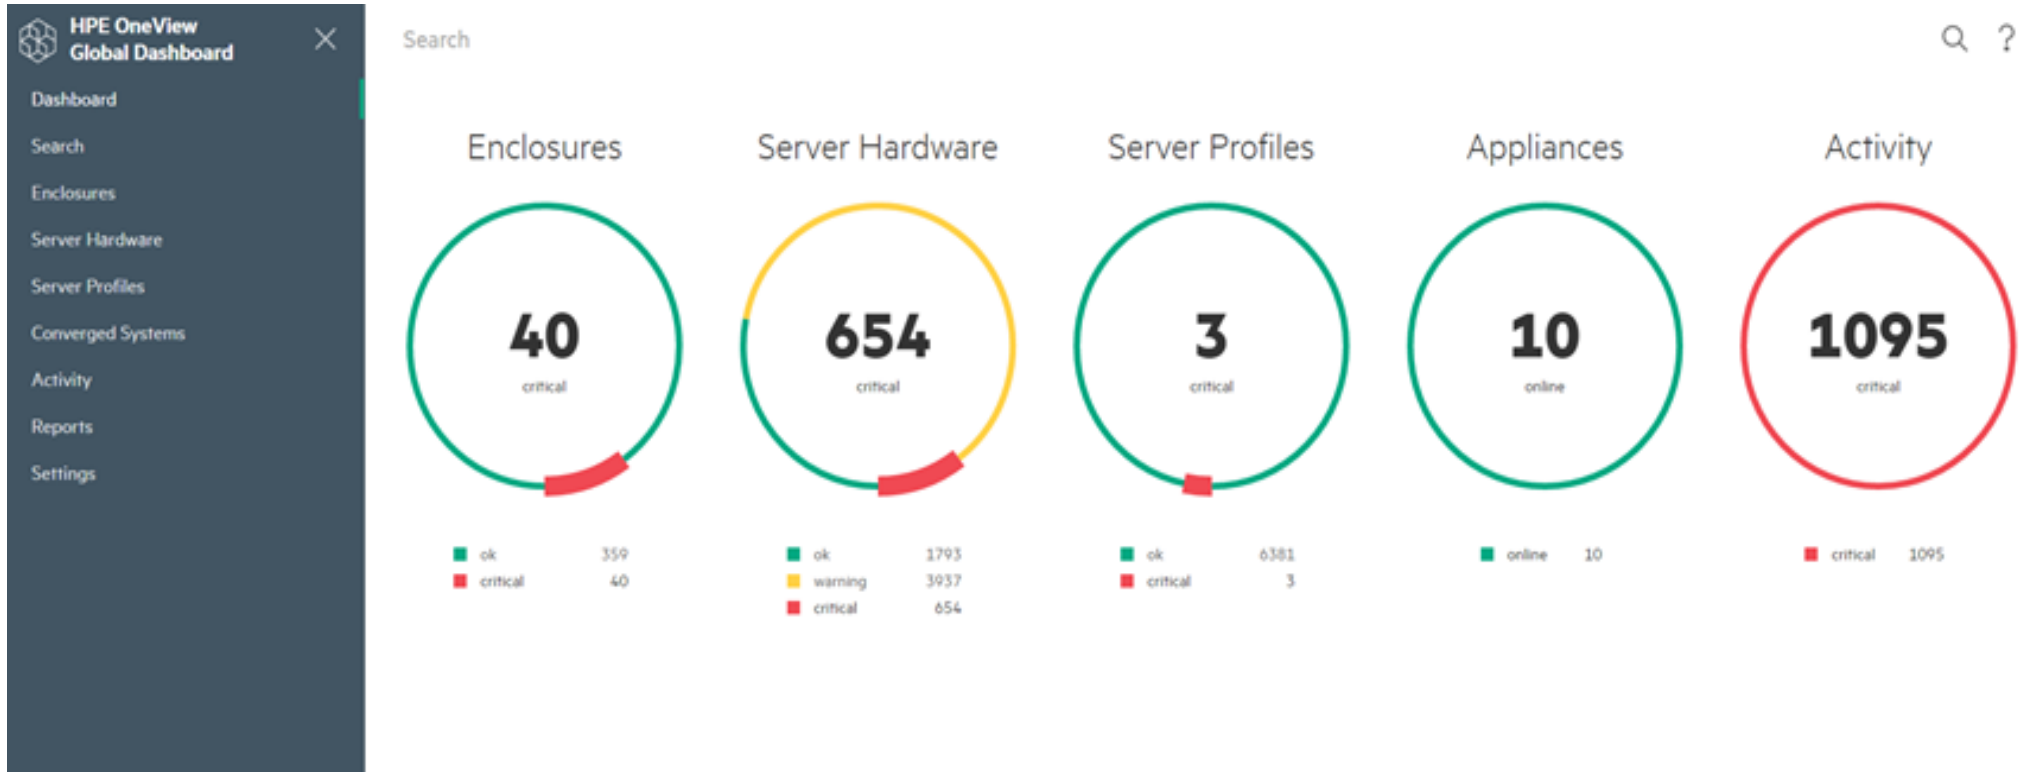 HPE OneView
Global Dashboard
Dashboard
Search
Enclosures
Server Hardware
Server Profiles
Converged Systems
Activity
Reports
Settings
Search
?
Enclosures
40
critical
ok 359
critical 40
Server Hardware
654
critical
ok 1793
warning 3937
critical 654
Server Profiles
3
critical
ok 6381
critical 3
Appliances
10
online
online 10
Activity
1095
critical
critical 1095